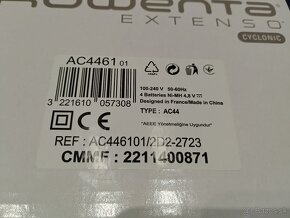 Rowenta
EXTENSO
CYCLONIC
AC4461 01
3 221610 057308
100-240 V 50-60Hz
4 Batteries Ni-MH 4,8 V
Designed in France/Made in China
TYPE : AC44
"AEEE Yönetmeliğine Uygundur"
REF : AC446101/2D2-2723
CMMF : 2211400871